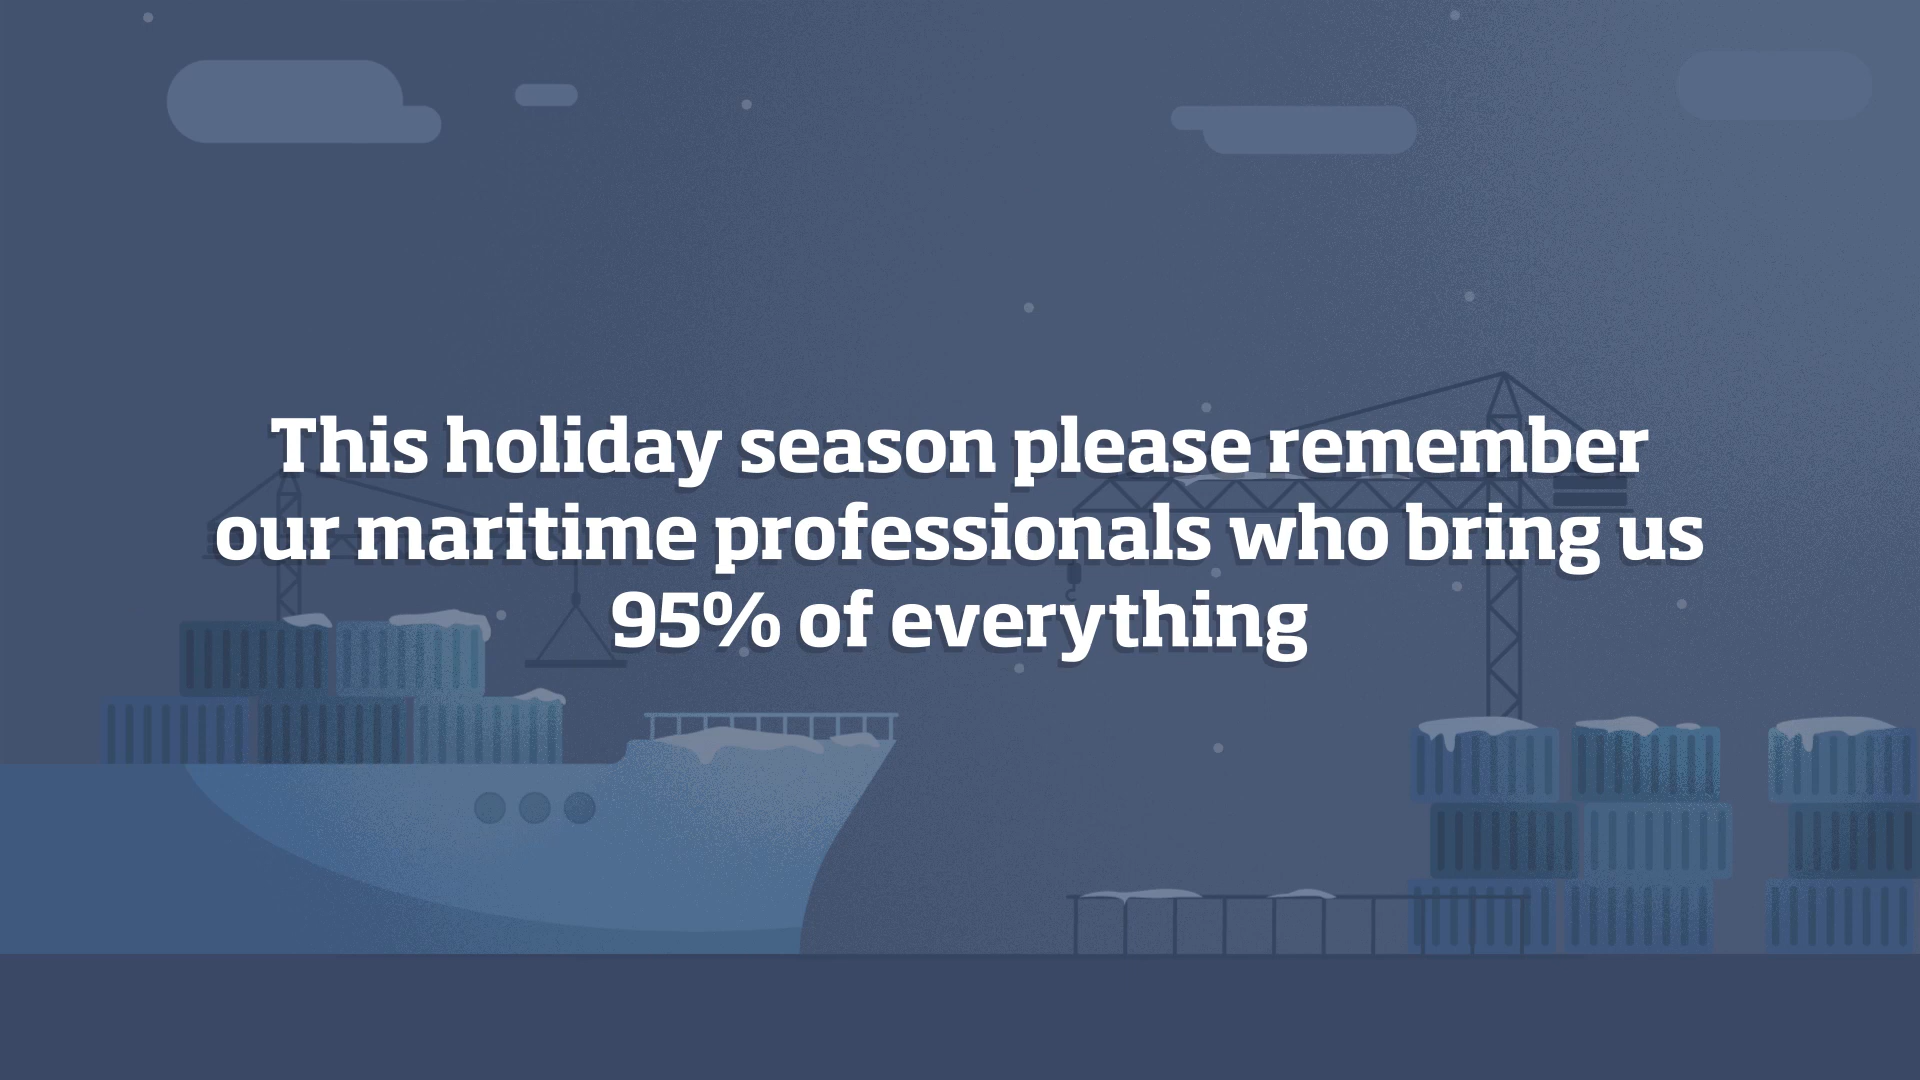 This holiday season please remember
our maritime professionals who bring us
95% of everything